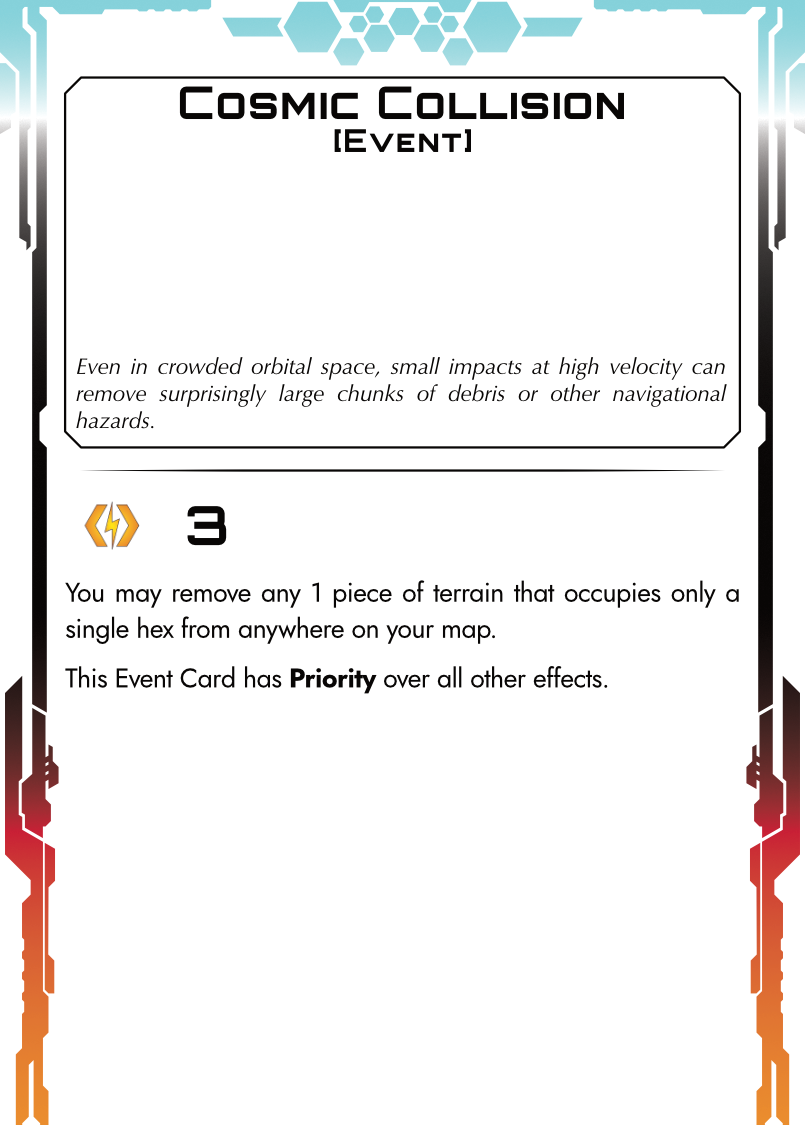 Cosmic Collision
[Event]
Even in crowded orbital space, small impacts at high velocity can
remove surprisingly large chunks of debris or other navigational
hazards.
3
You may remove any 1 piece of terrain that occupies only a
single hex from anywhere on your map.
This Event Card has Priority over all other effects.